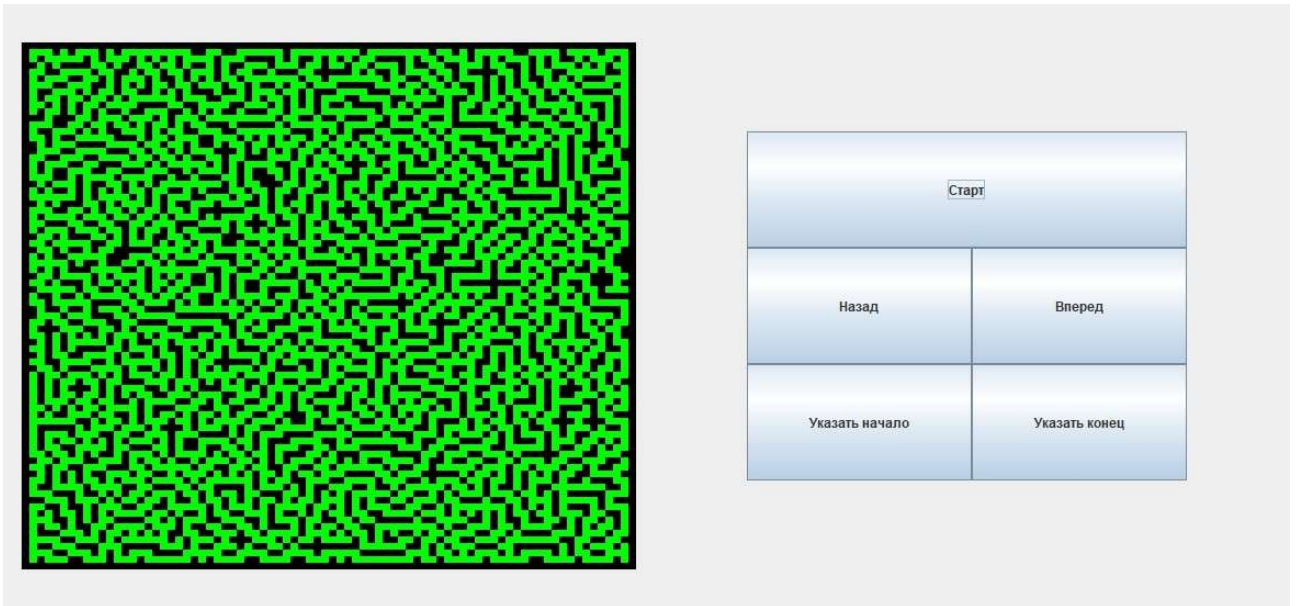 Старт
Назад
Вперед
Указать начало
Указать конец